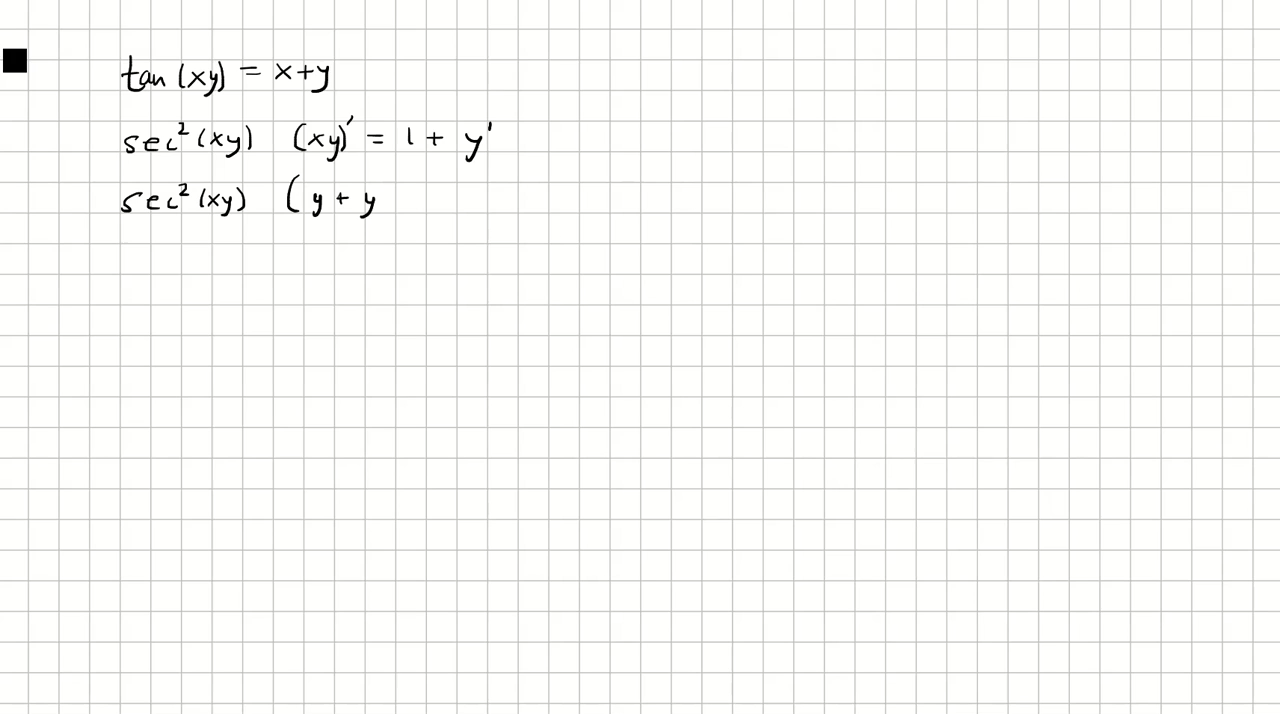 tan (xy) = x+y
sec² (xy) (xy)' = 1 + y'
sec² (xy) ( y + y